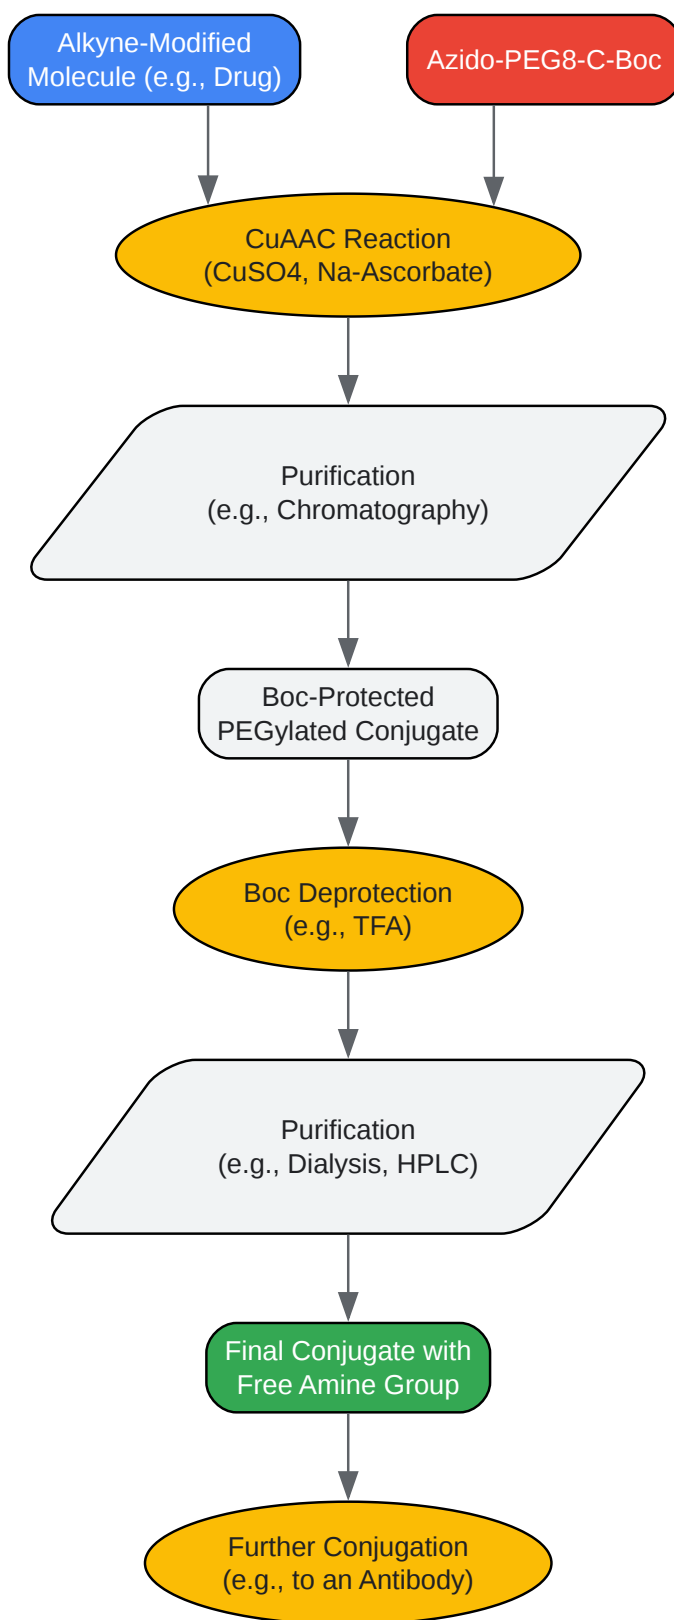 Alkyne-Modified
Molecule (e.g., Drug)
Azido-PEG8-C-Boc
CuAAC Reaction
(CuSO4, Na-Ascorbate)
Purification
(e.g., Chromatography)
Boc-Protected
PEGylated Conjugate
Boc Deprotection
(e.g., TFA)
Purification
(e.g., Dialysis, HPLC)
Final Conjugate with
Free Amine Group
Further Conjugation
(e.g., to an Antibody)